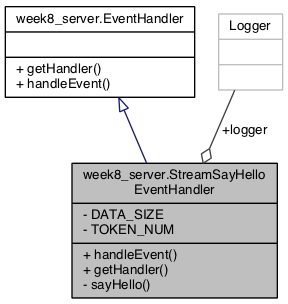 week8_server.EventHandler
+ getHandler()
+ handleEvent()
Logger
+logger
week8_server.StreamSayHello
EventHandler
- DATA_SIZE
- TOKEN_NUM
+ handleEvent()
+ getHandler()
- sayHello()